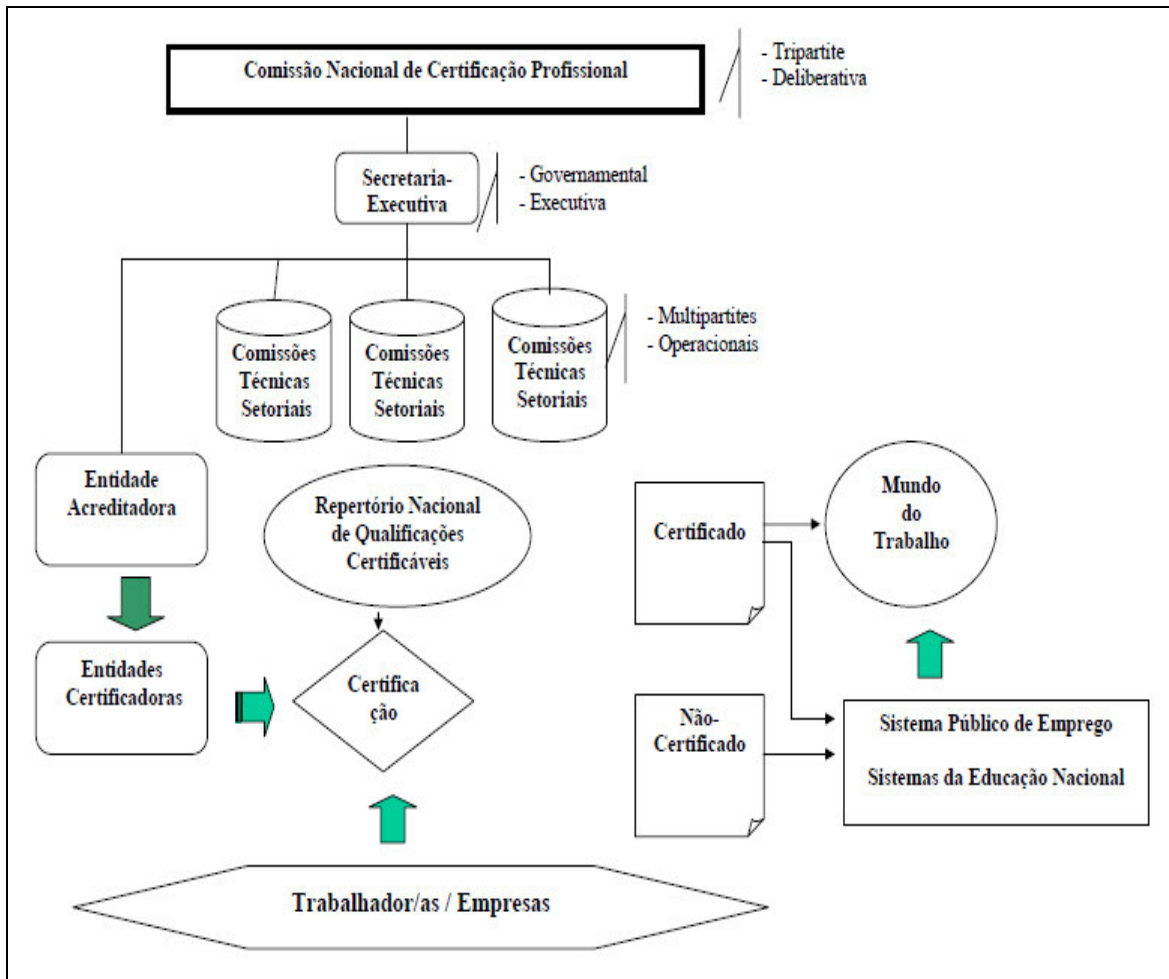 Comissão Nacional de Certificação Profissional
- Tripartite
- Deliberativa
Secretaria-
Executiva
- Governamental
- Executiva
Comissões
Técnicas
Setoriais
Comissões
Técnicas
Setoriais
Comissões
Técnicas
Setoriais
- Multipartites
- Operacionais
Entidade
Acreditadora
Repertório Nacional
de Qualificações
Certificáveis
Certificado
Mundo
do
Trabalho
Entidades
Certificadoras
Certifica
ção
Não-
Certificado
Sistema Público de Emprego
Sistemas da Educação Nacional
Trabalhador/as / Empresas